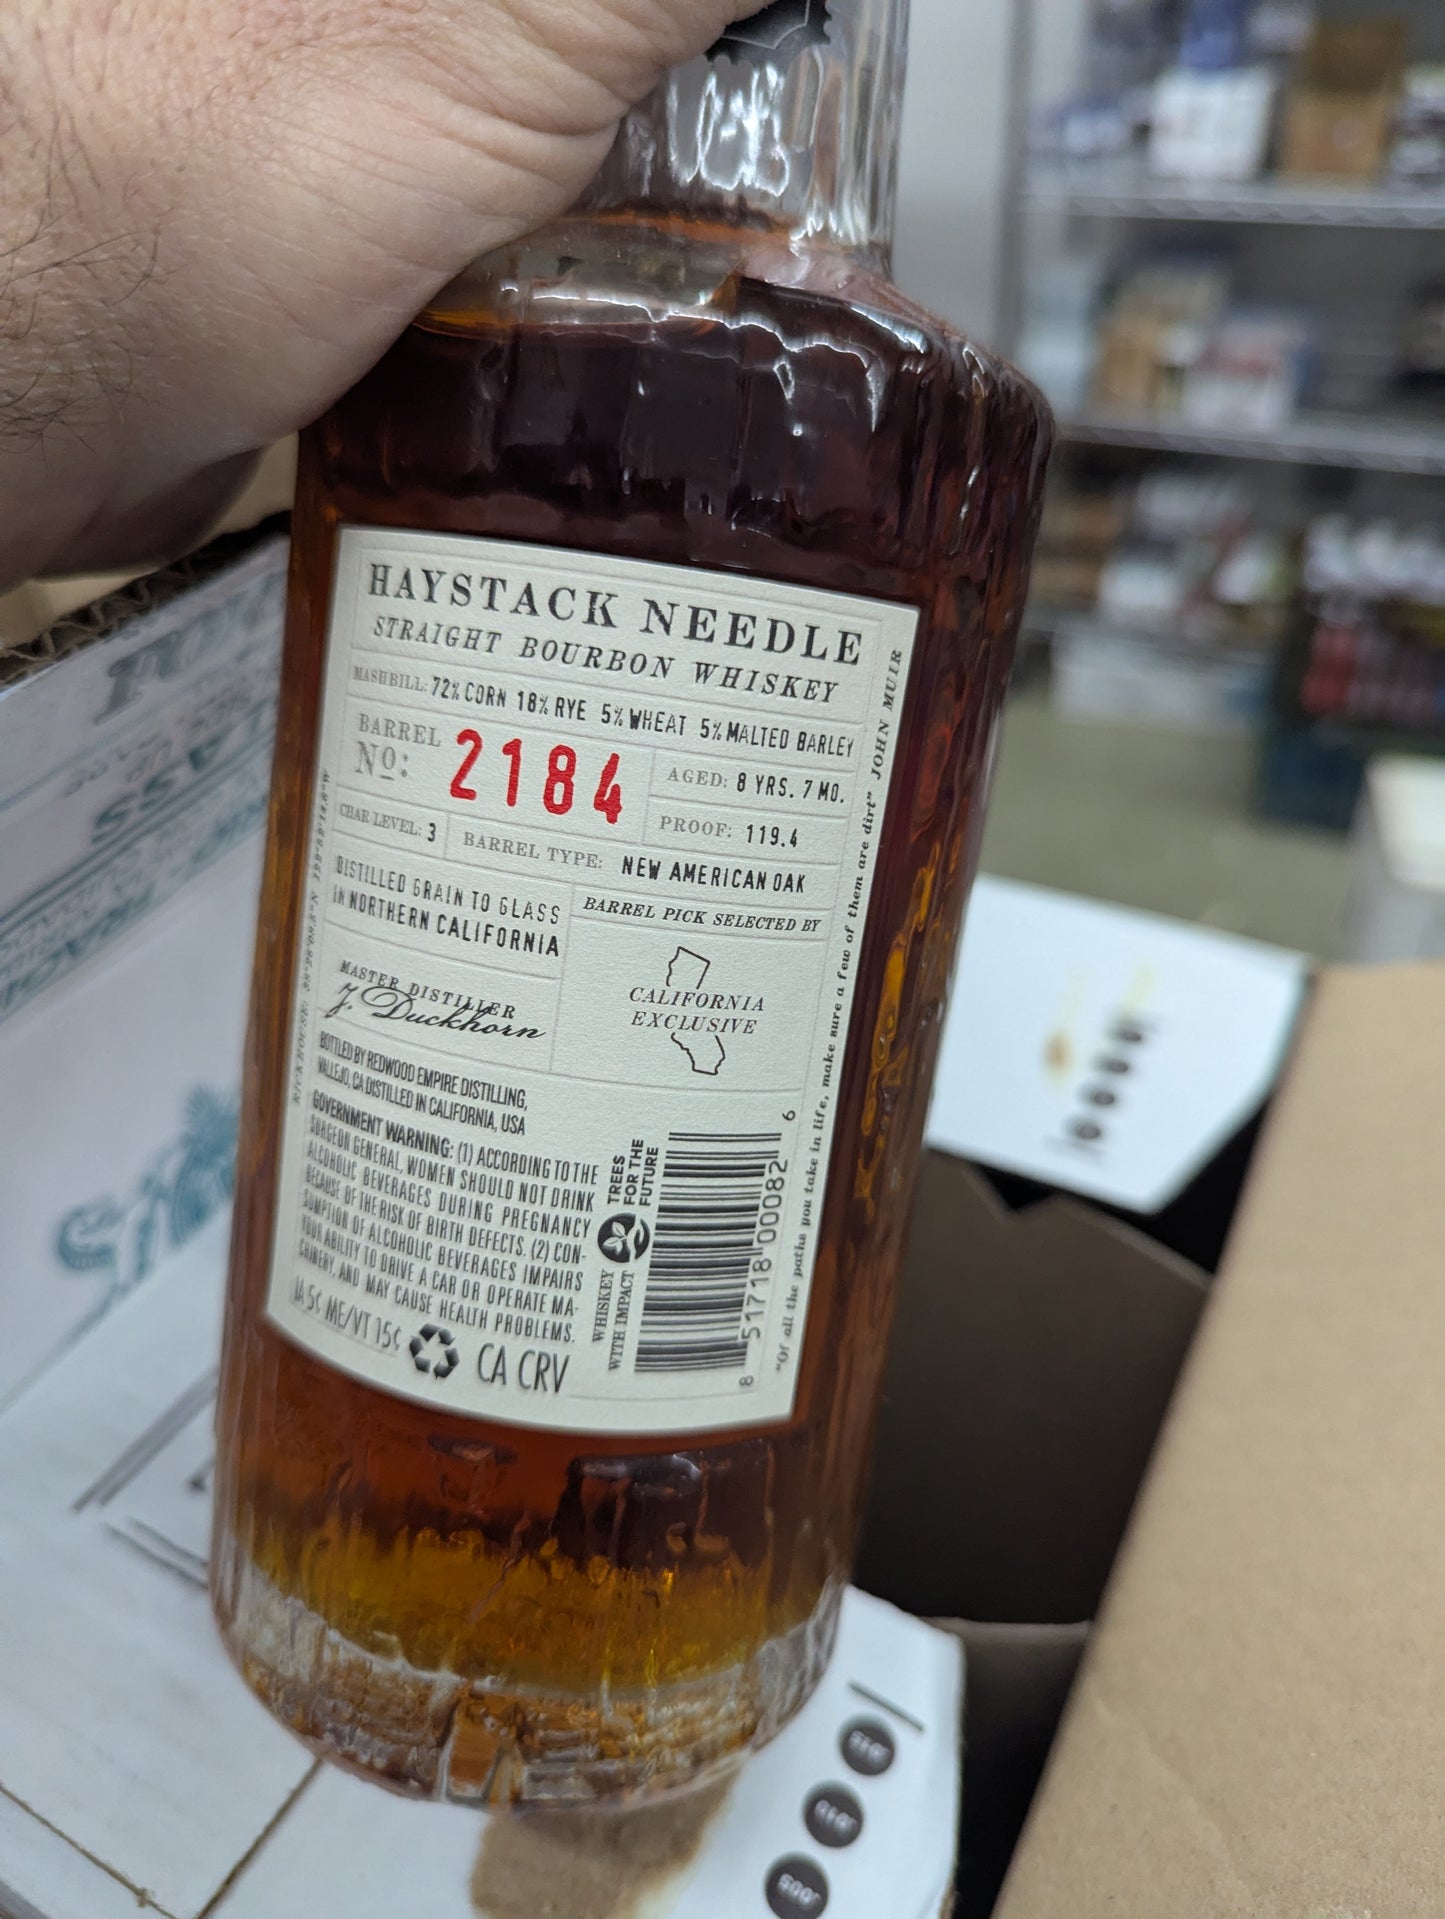 HAYSTACK NEEDLE
STRAIGHT BOURBON WHISKEY
MASHBILL: 72% CORN 18% RYE 5% WHEAT 5% MALTED BARLEY
BARREL
No: 2184
AGED: 8 YRS. 7 MO.
PROOF: 119.4
CHAR LEVEL: 3
BARREL TYPE: NEW AMERICAN OAK
DISTILLED GRAIN TO GLASS
IN NORTHERN CALIFORNIA
BARREL PICK SELECTED BY
CALIFORNIA
EXCLUSIVE
MASTER DISTILLER
J. Duckhorn
BOTTLED BY REDWOOD EMPIRE DISTILLING,
VALLEJO, CA DISTILLED IN CALIFORNIA, USA
GOVERNMENT WARNING: (1) ACCORDING TO THE
SURGEON GENERAL, WOMEN SHOULD NOT DRINK
ALCOHOLIC BEVERAGES DURING PREGNANCY
BECAUSE OF THE RISK OF BIRTH DEFECTS. (2) CON-
SUMPTION OF ALCOHOLIC BEVERAGES IMPAIRS
YOUR ABILITY TO DRIVE A CAR OR OPERATE MA-
CHINERY, AND MAY CAUSE HEALTH PROBLEMS.
IA 5¢ ME/VT 15¢
CA CRV
WHISKEY
WITH IMPACT
TREES
FOR THE
FUTURE
8 51718 00082 6
"Of all the paths you take in life, make sure a few of them are dirt" JOHN MUIR
RICKHOUSE: